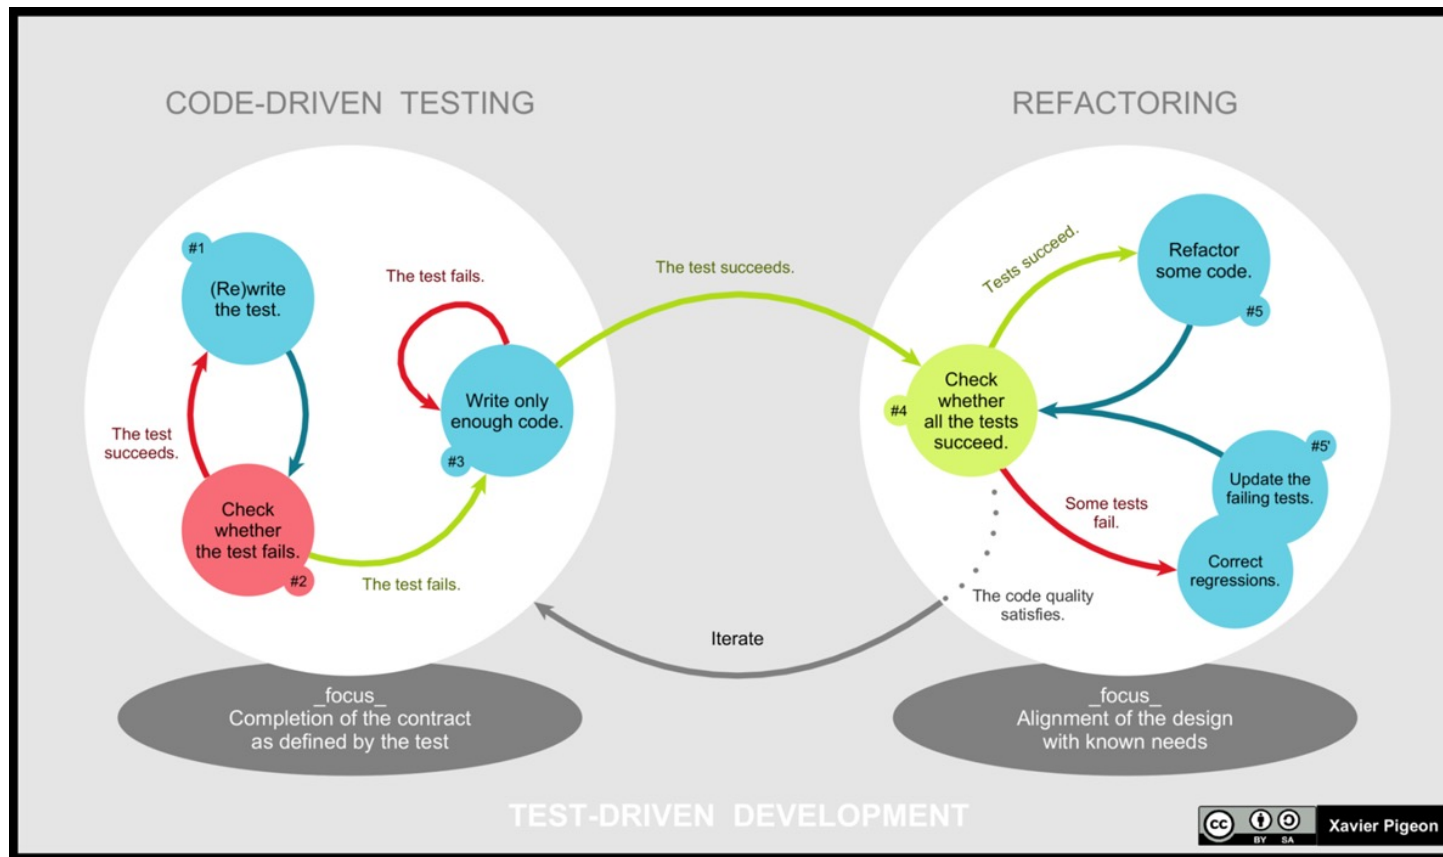 CODE-DRIVEN TESTING
REFACTORING
#1
(Re)write
the test.
The test fails.
The test succeeds.
Tests succeed.
Refactor
some code.
#5
Write only
enough code.
#3
Check
whether
all the tests
succeed.
#4
The test
succeeds.
Check
whether
the test fails.
#2
The test fails.
Some tests
fail.
#5'
Update the
failing tests.
Correct
regressions.
The code quality
satisfies.
Iterate
_focus_
Completion of the contract
as defined by the test
_focus_
Alignment of the design
with known needs
TEST-DRIVEN DEVELOPMENT
cc
BY SA
Xavier Pigeon